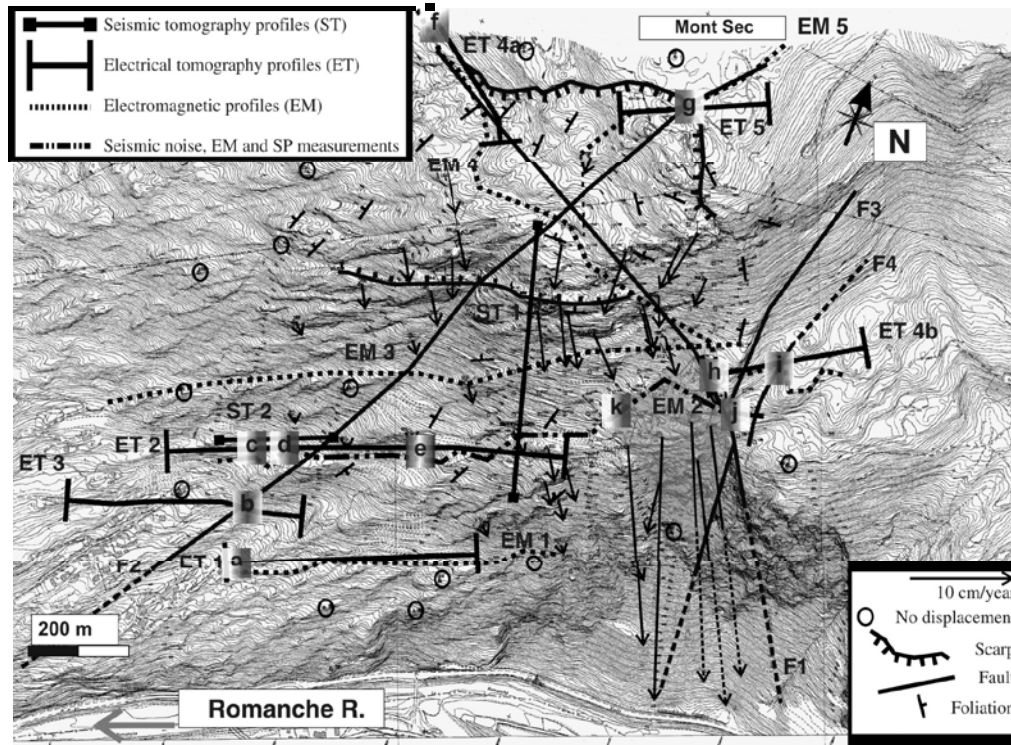 Seismic tomography profiles (ST)
Electrical tomography profiles (ET)
Electromagnetic profiles (EM)
Seismic noise, EM and SP measurements
f
ET 4a
Mont Sec
EM 5
g
ET 5
N
EM 4
F3
F4
ST 1
ET 4b
EM 3
h
i
k
EM 2
j
ST 2
ET 2
c
d
e
ET 3
b
EM 1
ET 1
a
F2
200 m
F1
Romanche R.
10 cm/year
No displacement
Scarp
Fault
Foliation